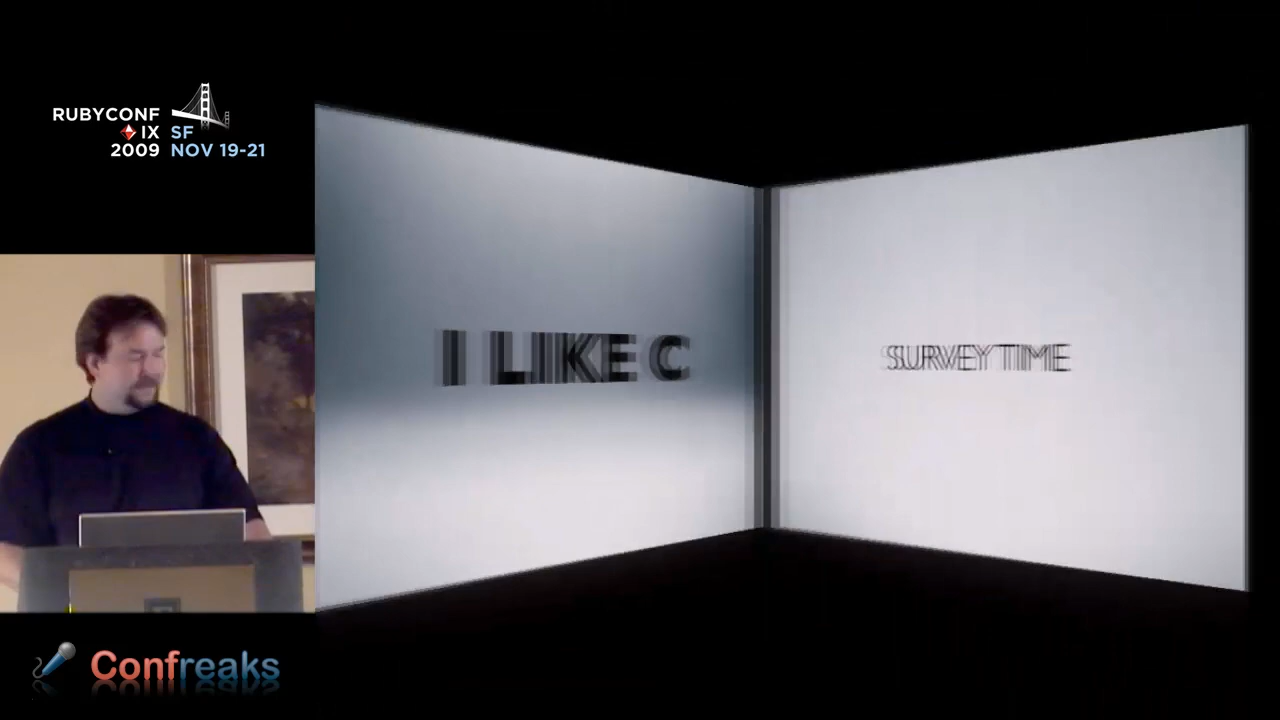 RUBYCONF
IX SF
2009 NOV 19-21
I LIKE C
SURVEY TIME
Confreaks